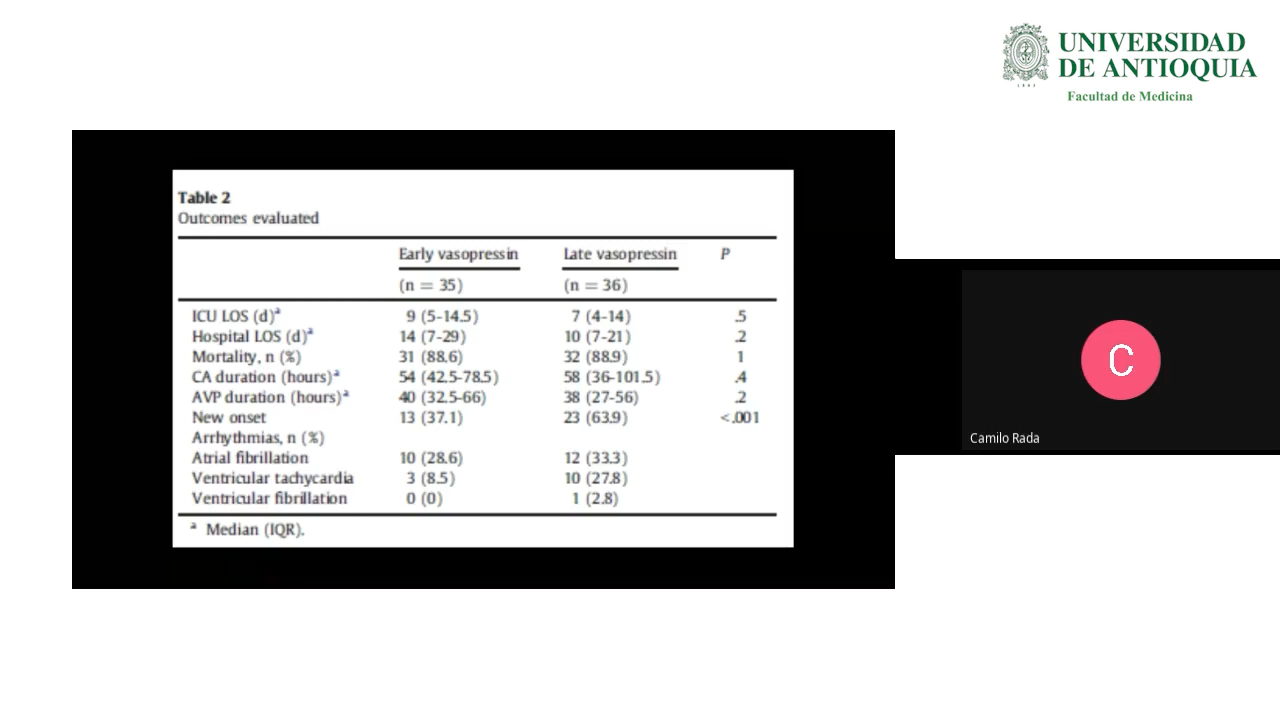 UNIVERSIDAD
DE ANTIOQUIA
1803
Facultad de Medicina
Table 2
Outcomes evaluated
Early vasopressin Late vasopressin P
(n = 35) (n = 36)
ICU LOS (d)a 9 (5-14.5) 7 (4-14) .5
Hospital LOS (d)a 14 (7-29) 10 (7-21) .2
Mortality, n (%) 31 (88.6) 32 (88.9) 1
CA duration (hours)a 54 (42.5-78.5) 58 (36-101.5) .4
AVP duration (hours)a 40 (32.5-66) 38 (27-56) .2
New onset 13 (37.1) 23 (63.9) <.001
Arrhythmias, n (%)
Atrial fibrillation 10 (28.6) 12 (33.3)
Ventricular tachycardia 3 (8.5) 10 (27.8)
Ventricular fibrillation 0 (0) 1 (2.8)
a Median (IQR).
C
Camilo Rada